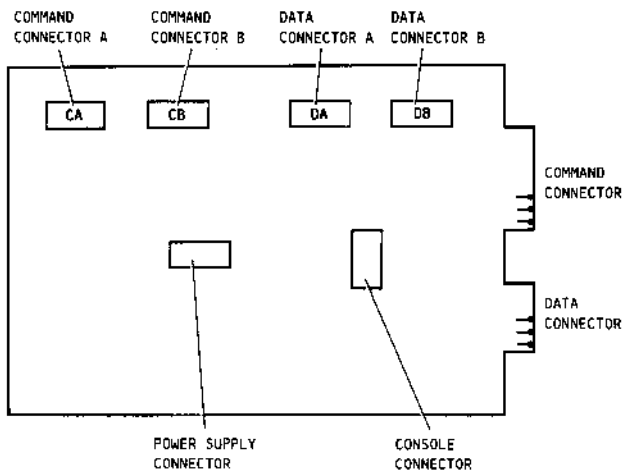 COMMAND CONNECTOR A
COMMAND CONNECTOR B
DATA CONNECTOR A
DATA CONNECTOR B
CA
CB
DA
DB
COMMAND CONNECTOR
DATA CONNECTOR
POWER SUPPLY CONNECTOR
CONSOLE CONNECTOR